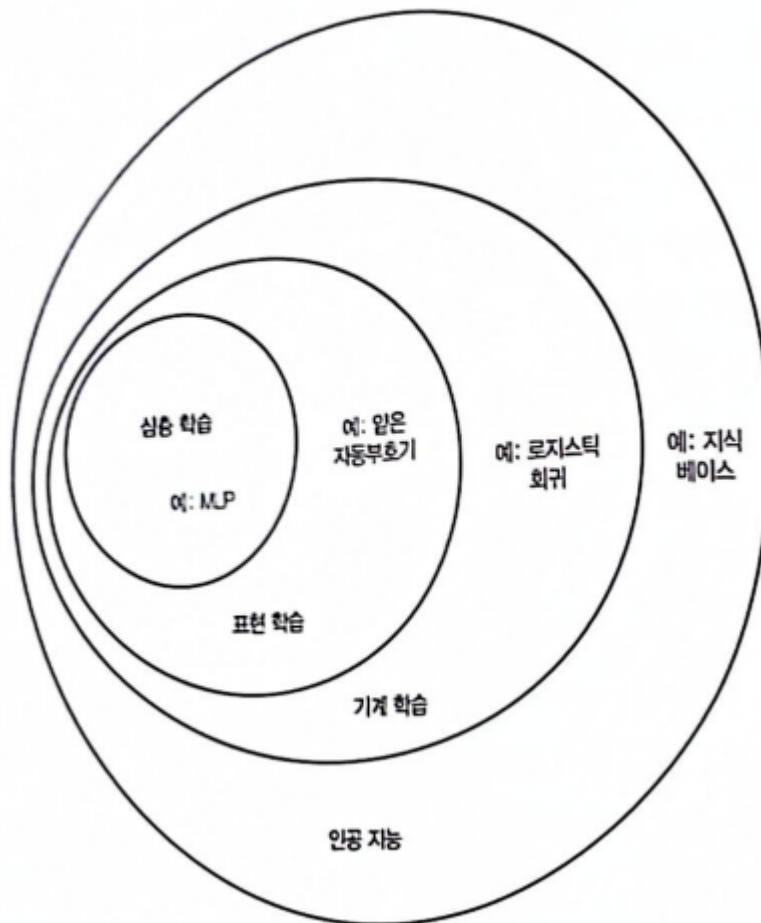 심층 학습
예: MLP
예: 얕은
자동부호기
예: 로지스틱
회귀
예: 지식
베이스
표현 학습
기계 학습
인공 지능